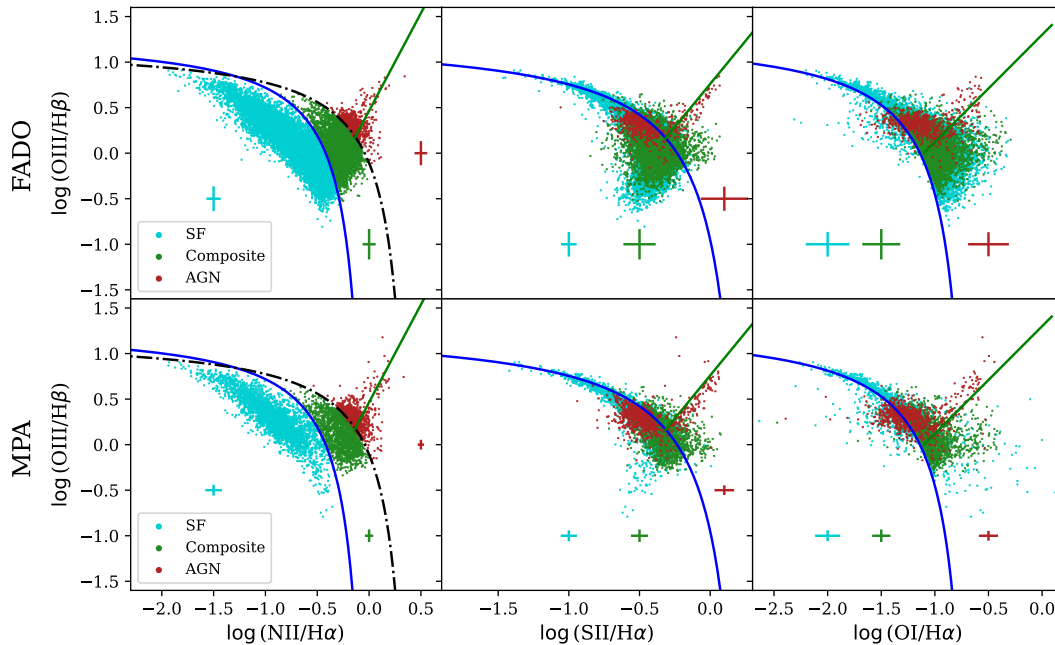 FADO
log (OIII/Hβ)
1.5
1.0
0.5
0.0
−0.5
−1.0
−1.5
SF
Composite
AGN
MPA
log (OIII/Hβ)
1.5
1.0
0.5
0.0
−0.5
−1.0
−1.5
SF
Composite
AGN
−2.0 −1.5 −1.0 −0.5 0.0 0.5
log (NII/Hα)
−1.5 −1.0 −0.5 0.0
log (SII/Hα)
−2.5 −2.0 −1.5 −1.0 −0.5 0.0
log (OI/Hα)